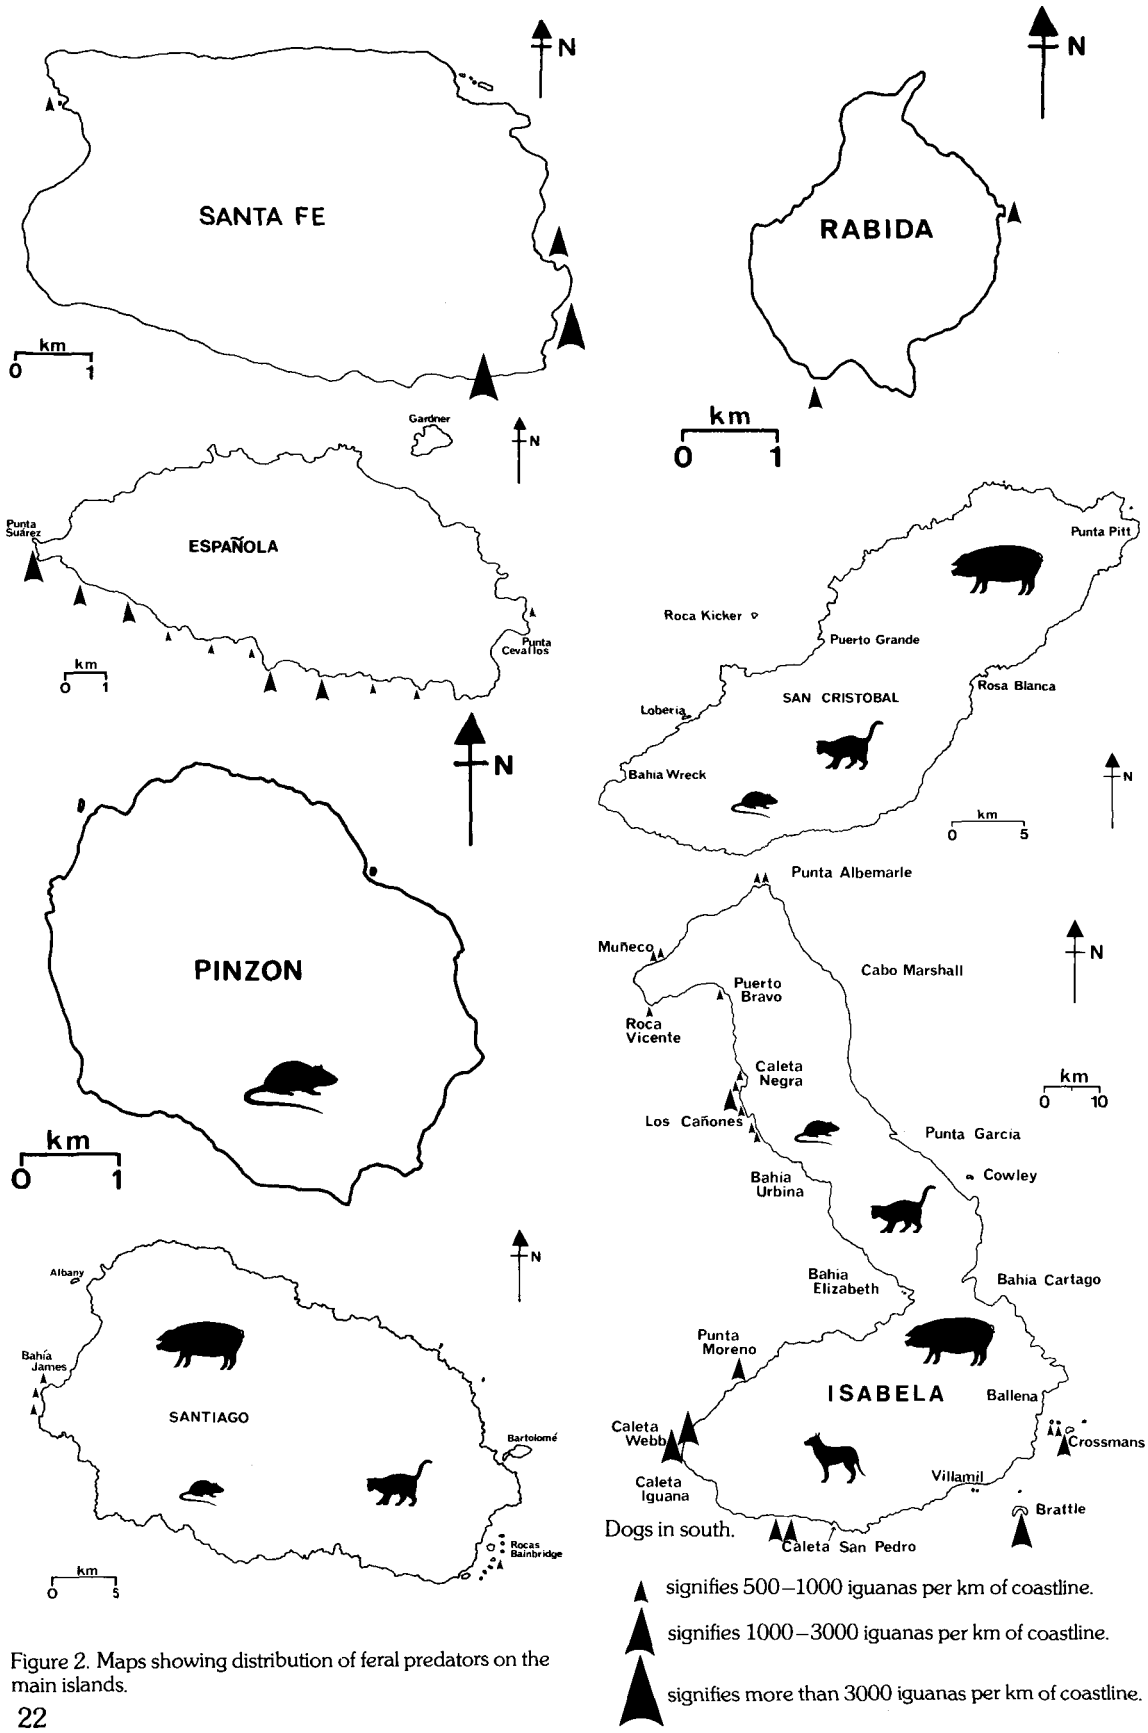 N
SANTA FE
km
0 1
N
RABIDA
km
0 1
Gardner
N
Punta
Suárez
ESPAÑOLA
Punta
Cevallos
km
0 1
Punta Pitt
Roca Kicker
Puerto Grande
Rosa Blanca
SAN CRISTOBAL
Loberia
Bahia Wreck
N
km
0 5
N
PINZON
km
0 1
Punta Albemarle
Muñeco
N
Cabo Marshall
Puerto
Bravo
Roca
Vicente
Caleta
Negra
km
0 10
Los Cañones
Punta Garcia
Cowley
Bahia
Urbina
Bahia
Elizabeth
Bahia Cartago
Punta
Moreno
ISABELA
Ballena
Caleta
Webb
Crossmans
Caleta
Iguana
Villamil
Brattle
Dogs in south.
Caleta San Pedro
N
Albany
Bahía
James
SANTIAGO
Bartolomé
Rocas
Bainbridge
km
0 5
signifies 500–1000 iguanas per km of coastline.
signifies 1000–3000 iguanas per km of coastline.
signifies more than 3000 iguanas per km of coastline.
Figure 2. Maps showing distribution of feral predators on the
main islands.
22